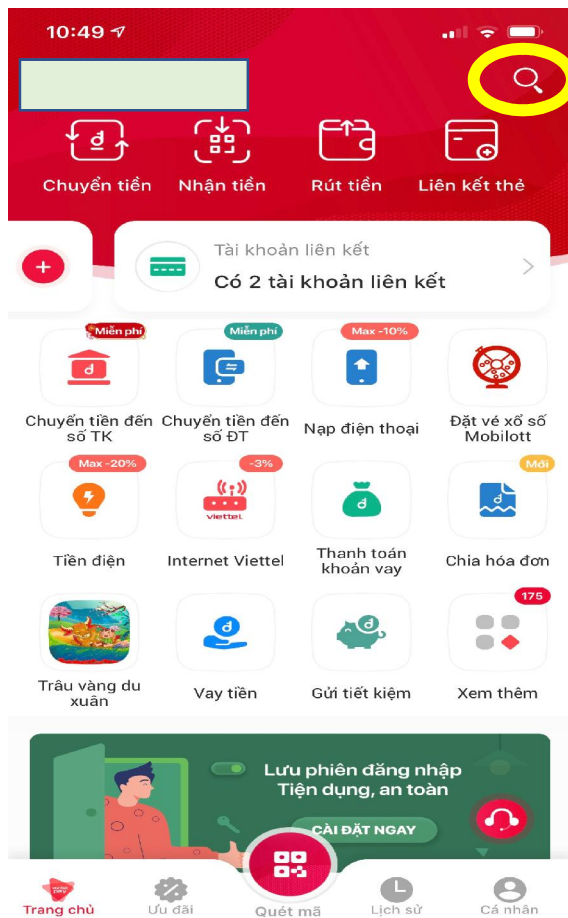 10:49
Chuyển tiền
Nhận tiền
Rút tiền
Liên kết thẻ
Tài khoản liên kết
Có 2 tài khoản liên kết
Miễn phí
Miễn phí
Max -10%
Chuyển tiền đến
số TK
Chuyển tiền đến
số ĐT
Nạp điện thoại
Đặt vé xổ số
Mobilott
Max -20%
-3%
Mới
viettel
Tiền điện
Internet Viettel
Thanh toán
khoản vay
Chia hóa đơn
175
Trâu vàng du
xuân
Vay tiền
Gửi tiết kiệm
Xem thêm
Lưu phiên đăng nhập
Tiện dụng, an toàn
CÀI ĐẶT NGAY
Trang chủ
Ưu đãi
Quét mã
Lịch sử
Cá nhân